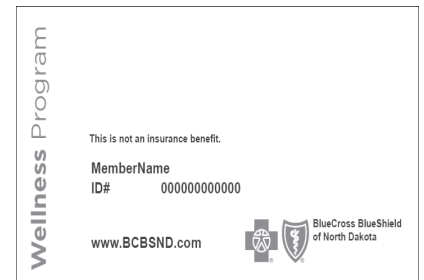 Wellness Program
This is not an insurance benefit.
MemberName
ID# 000000000000
www.BCBSND.com
BlueCross BlueShield
of North Dakota